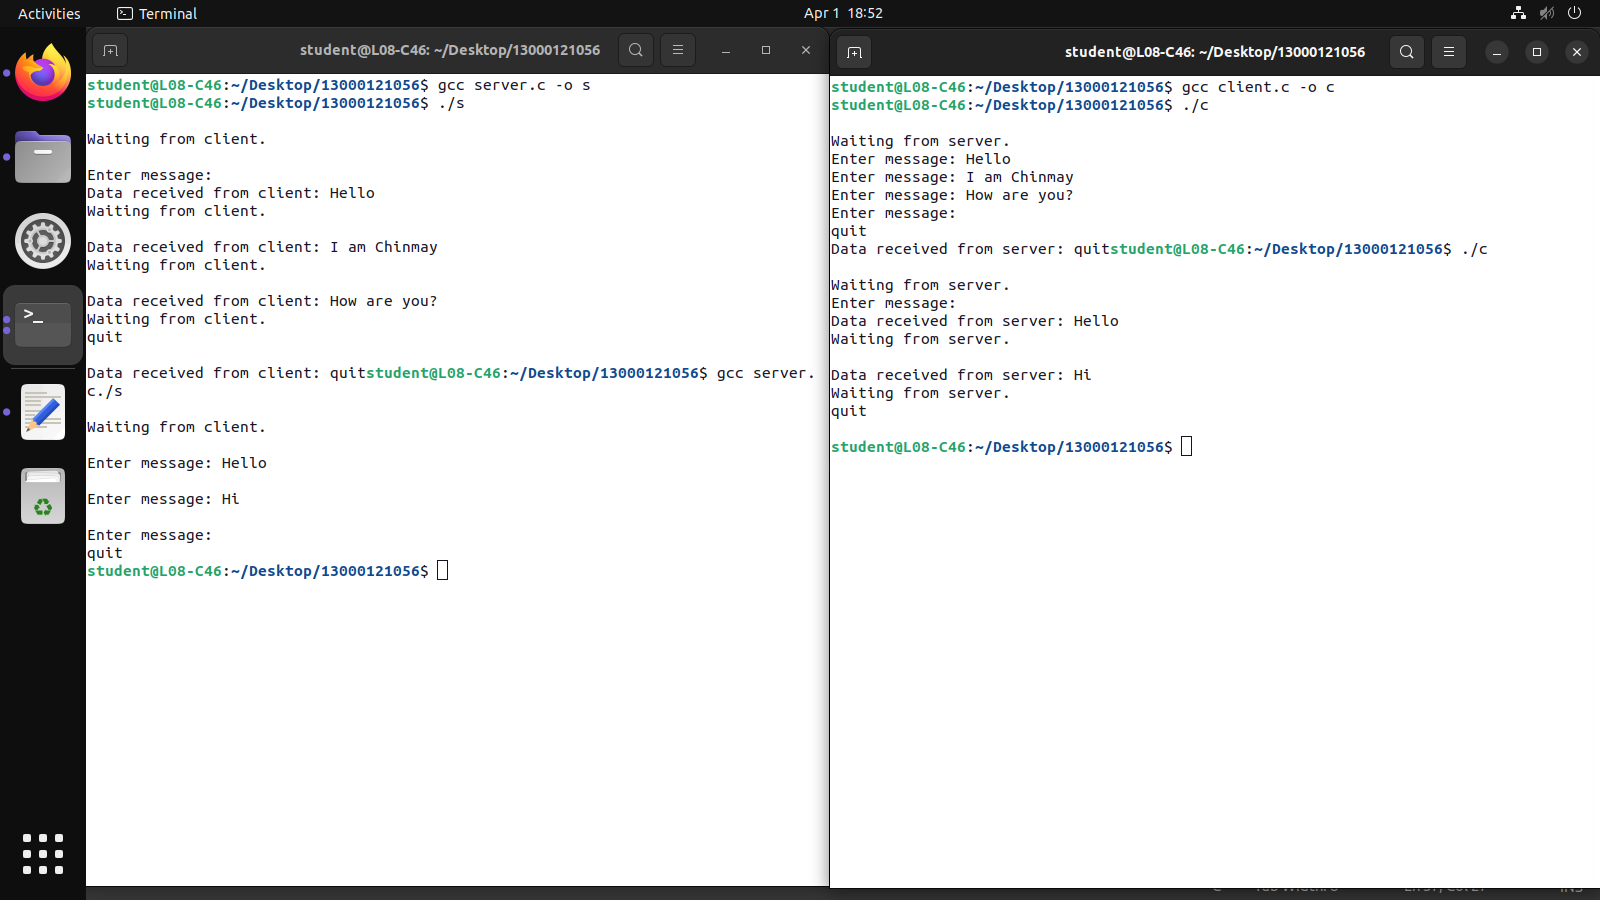 Activities
Terminal
Apr 1 18:52
student@L08-C46: ~/Desktop/13000121056
student@L08-C46:~/Desktop/13000121056$ gcc server.c -o s
student@L08-C46:~/Desktop/13000121056$ ./s
Waiting from client.
Enter message:
Data received from client: Hello
Waiting from client.
Data received from client: I am Chinmay
Waiting from client.
Data received from client: How are you?
Waiting from client.
quit
Data received from client: quitstudent@L08-C46:~/Desktop/13000121056$ gcc server.
c./s
Waiting from client.
Enter message: Hello
Enter message: Hi
Enter message:
quit
student@L08-C46:~/Desktop/13000121056$
student@L08-C46: ~/Desktop/13000121056
student@L08-C46:~/Desktop/13000121056$ gcc client.c -o c
student@L08-C46:~/Desktop/13000121056$ ./c
Waiting from server.
Enter message: Hello
Enter message: I am Chinmay
Enter message: How are you?
Enter message:
quit
Data received from server: quitstudent@L08-C46:~/Desktop/13000121056$ ./c
Waiting from server.
Enter message:
Data received from server: Hello
Waiting from server.
Data received from server: Hi
Waiting from server.
quit
student@L08-C46:~/Desktop/13000121056$